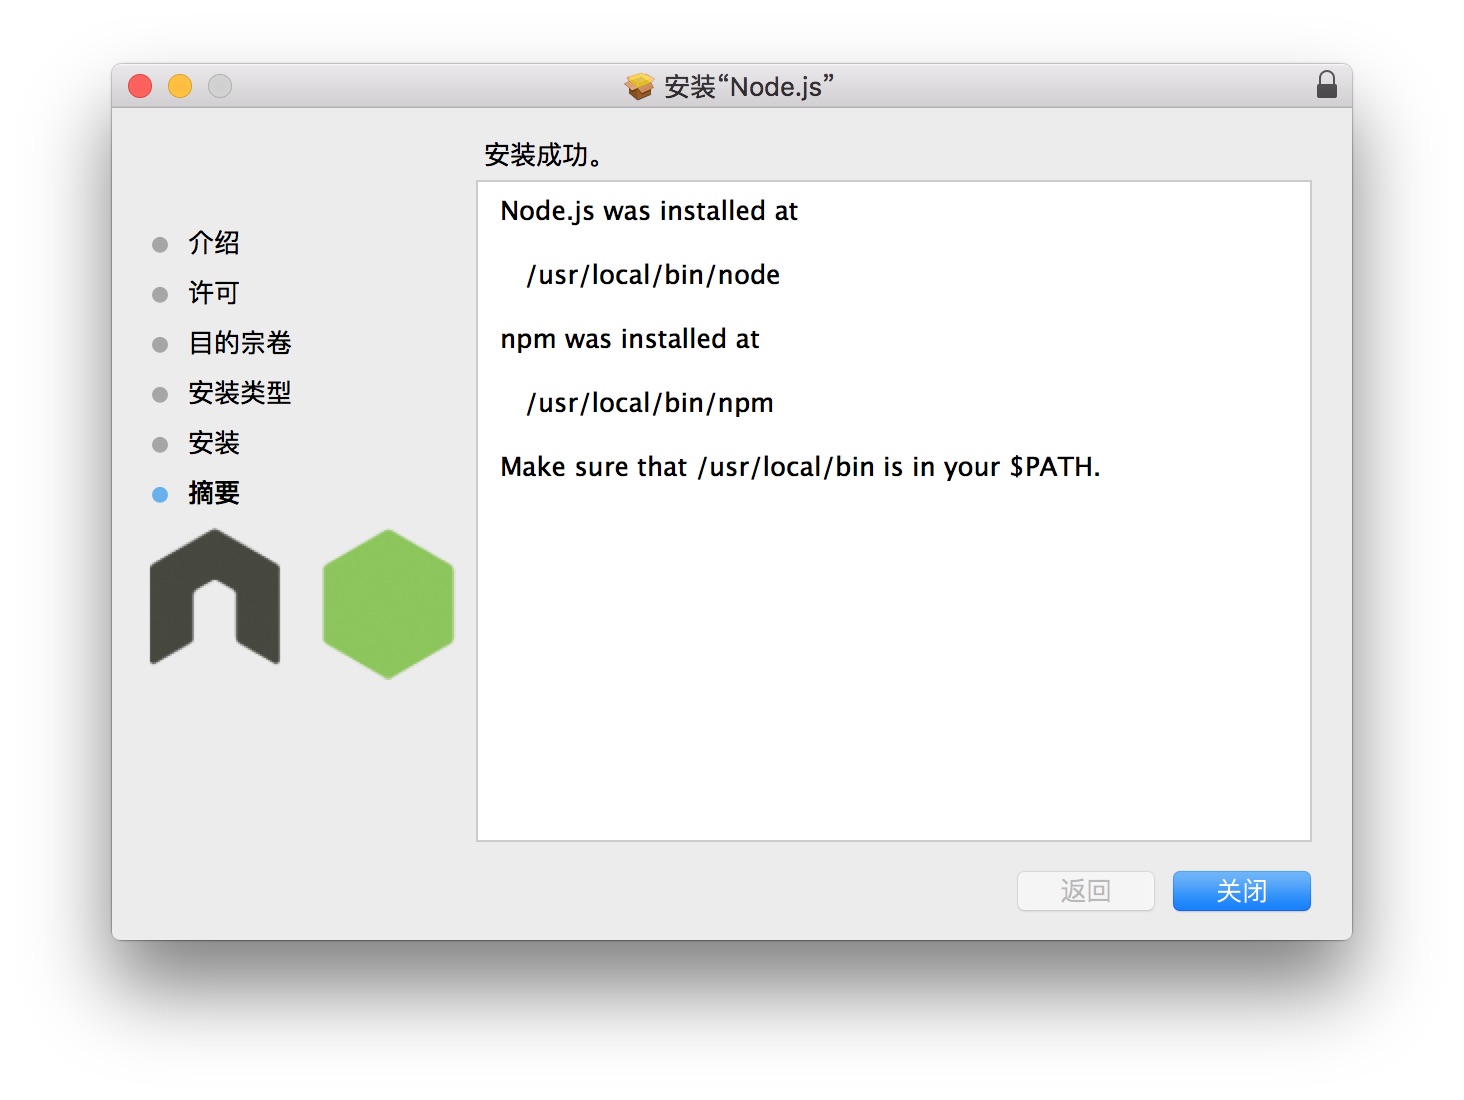 安装“Node.js”
安装成功。
介绍
许可
目的宗卷
安装类型
安装
摘要
Node.js was installed at
/usr/local/bin/node
npm was installed at
/usr/local/bin/npm
Make sure that /usr/local/bin is in your $PATH.
返回
关闭